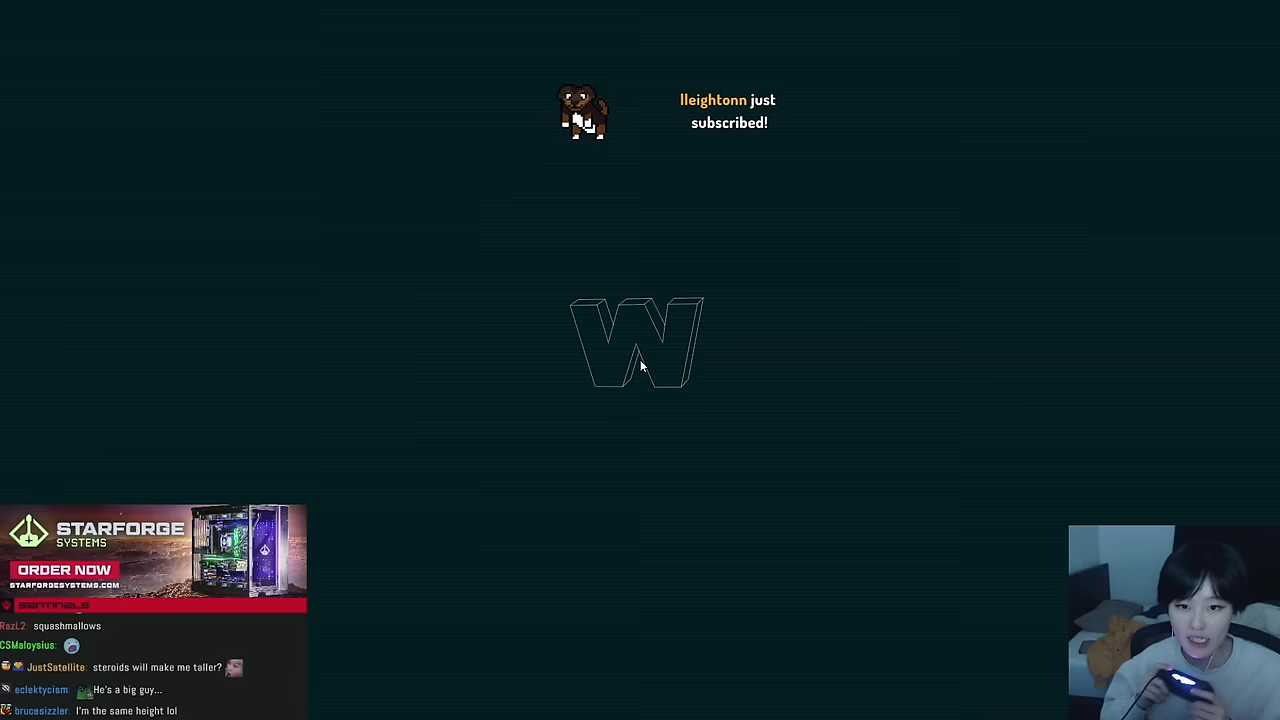 lleightonn just
subscribed!
W
STARFORGE
SYSTEMS
ORDER NOW
STARFORGESYSTEMS.COM
SENTINELS
RazL2 squashmallows
CSMaloysius:
JustSatellite: steroids will make me taller?
eclektycism: He's a big guy...
brucesizzler: I'm the same height lol